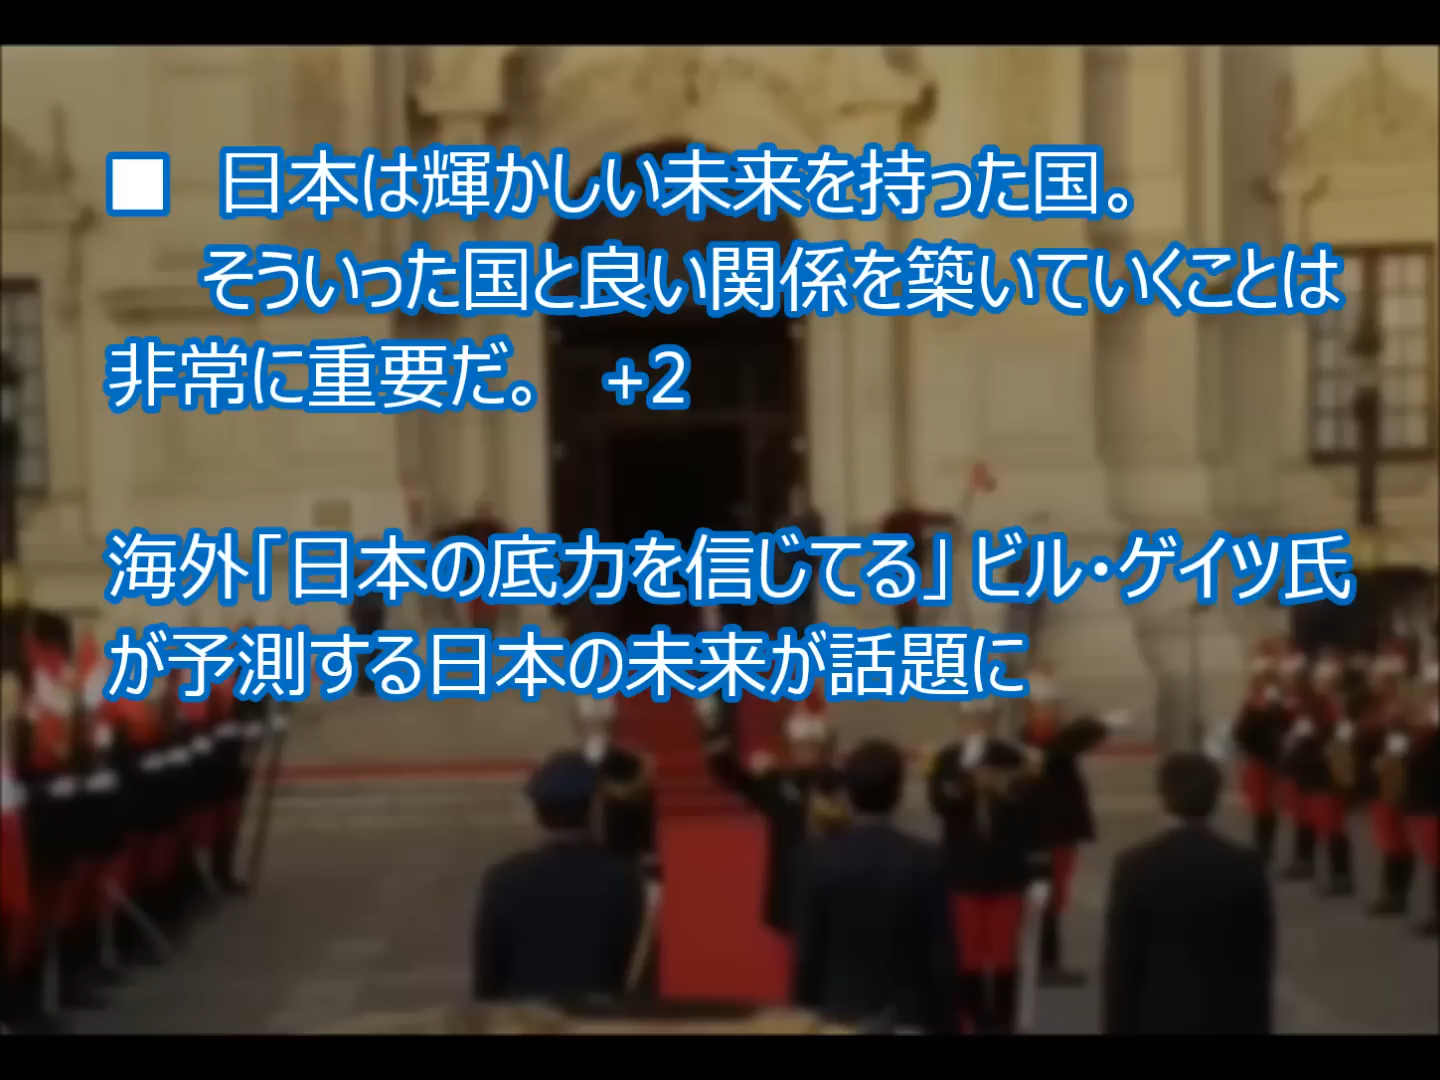 ■　日本は輝かしい未来を持った国。
そういった国と良い関係を築いていくことは
非常に重要だ。　+2
海外「日本の底力を信じてる」 ビル・ゲイツ氏
が予測する日本の未来が話題に